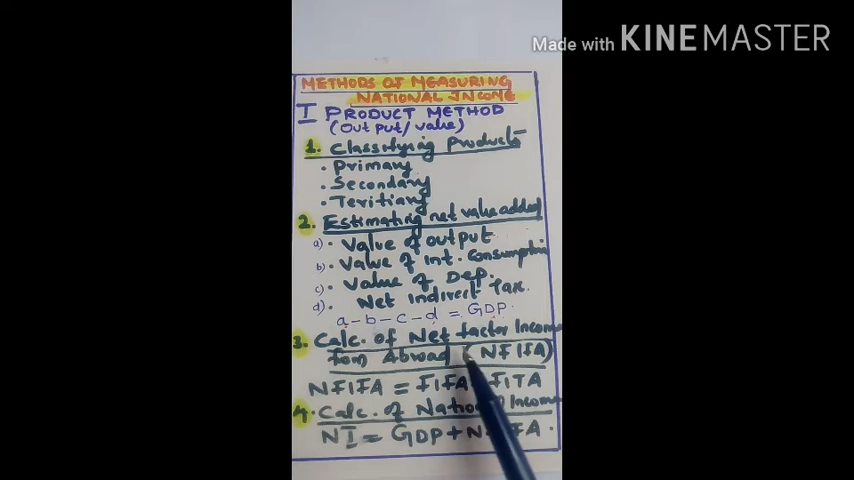 Made with KINEMASTER
METHODS OF MEASURING
NATIONAL INCOME
I PRODUCT METHOD
(Output/value)
1. Classifying Products
• Primary
• Secondary
• Teritiary
2. Estimating net value added
a) • Value of output
b) • Value of Int. Consumption
c) • Value of Dep.
d) • Net Indirect Tax.
a - b - c - d = GDP.
3. Calc. of Net factor Income
from Abroad (NFIFA)
NFIFA = FIFA FITA
4. Calc. of National Income
NI = GDP + NFIFA.